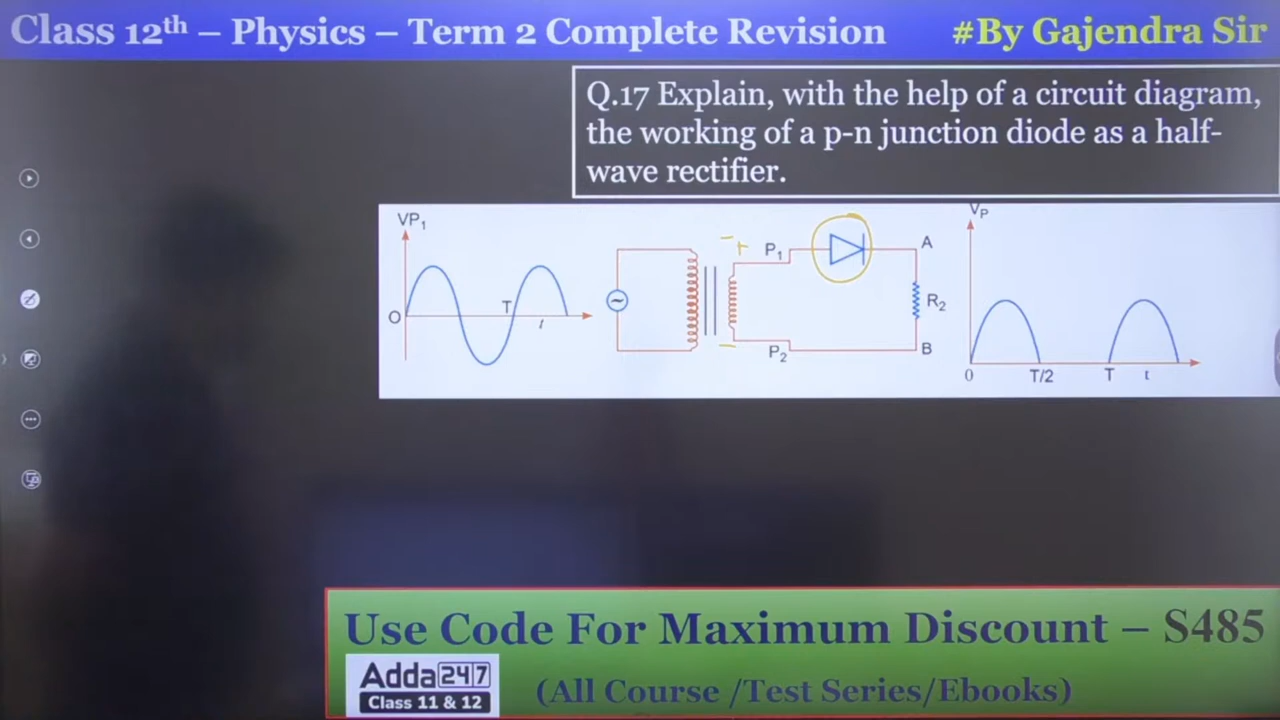 Class 12th – Physics – Term 2 Complete Revision #By Gajendra Sir
Q.17 Explain, with the help of a circuit diagram,
the working of a p-n junction diode as a half-
wave rectifier.
VP1
O
T
t
~
- +
-
P1
P2
A
R2
B
VP
0
T/2
T
t
Use Code For Maximum Discount – S485
Adda247
Class 11 & 12
(All Course /Test Series/Ebooks)